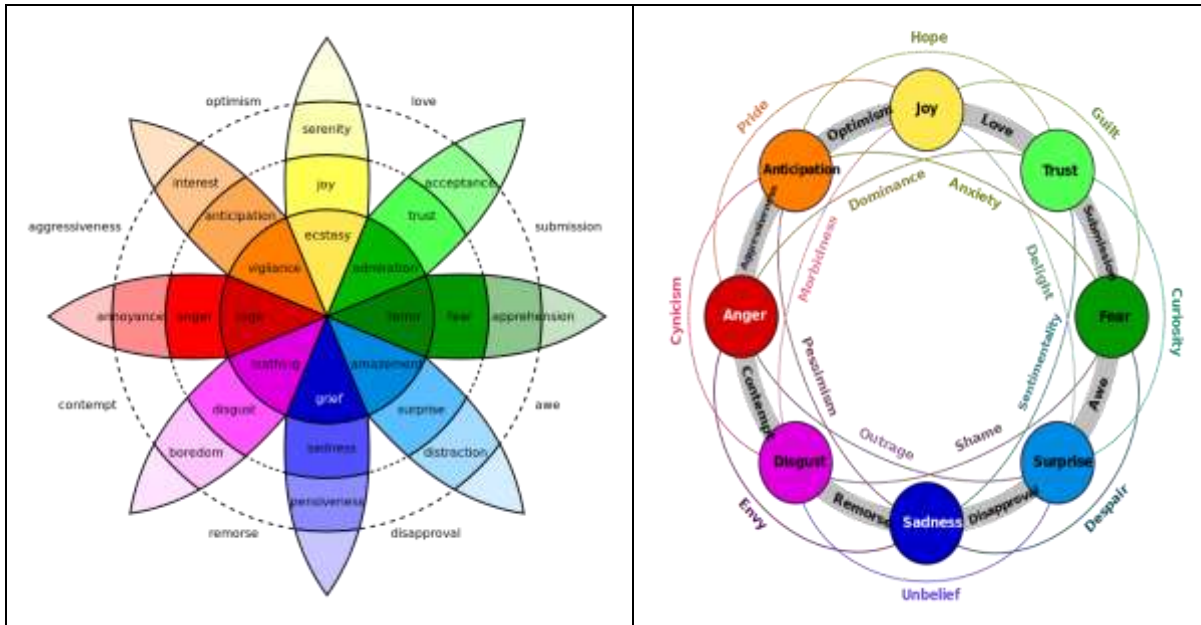 optimism
love
serenity
interest
joy
acceptance
anticipation
trust
ecstasy
aggressiveness
submission
vigilance
admiration
annoyance
anger
rage
terror
fear
apprehension
loathing
amazement
contempt
grief
awe
disgust
surprise
boredom
sadness
distraction
pensiveness
remorse
disapproval
Hope
Pride
Joy
Guilt
Optimism
Love
Anticipation
Trust
Dominance
Anxiety
Aggressiveness
Submission
Morbidness
Delight
Cynicism
Anger
Fear
Curiosity
Pessimism
Sentimentality
Contempt
Awe
Outrage
Shame
Disgust
Surprise
Envy
Remorse
Sadness
Disapproval
Despair
Unbelief